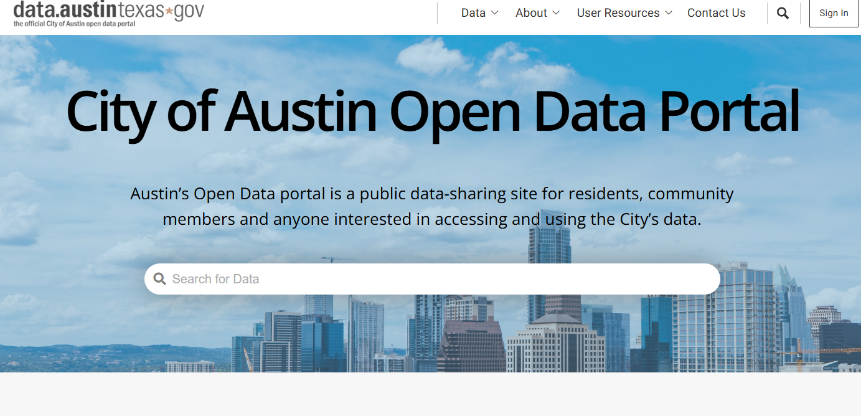 data.austintexas.gov
the official City of Austin open data portal
Data About User Resources Contact Us Sign In
City of Austin Open Data Portal
Austin’s Open Data portal is a public data-sharing site for residents, community
members and anyone interested in accessing and using the City’s data.
Search for Data